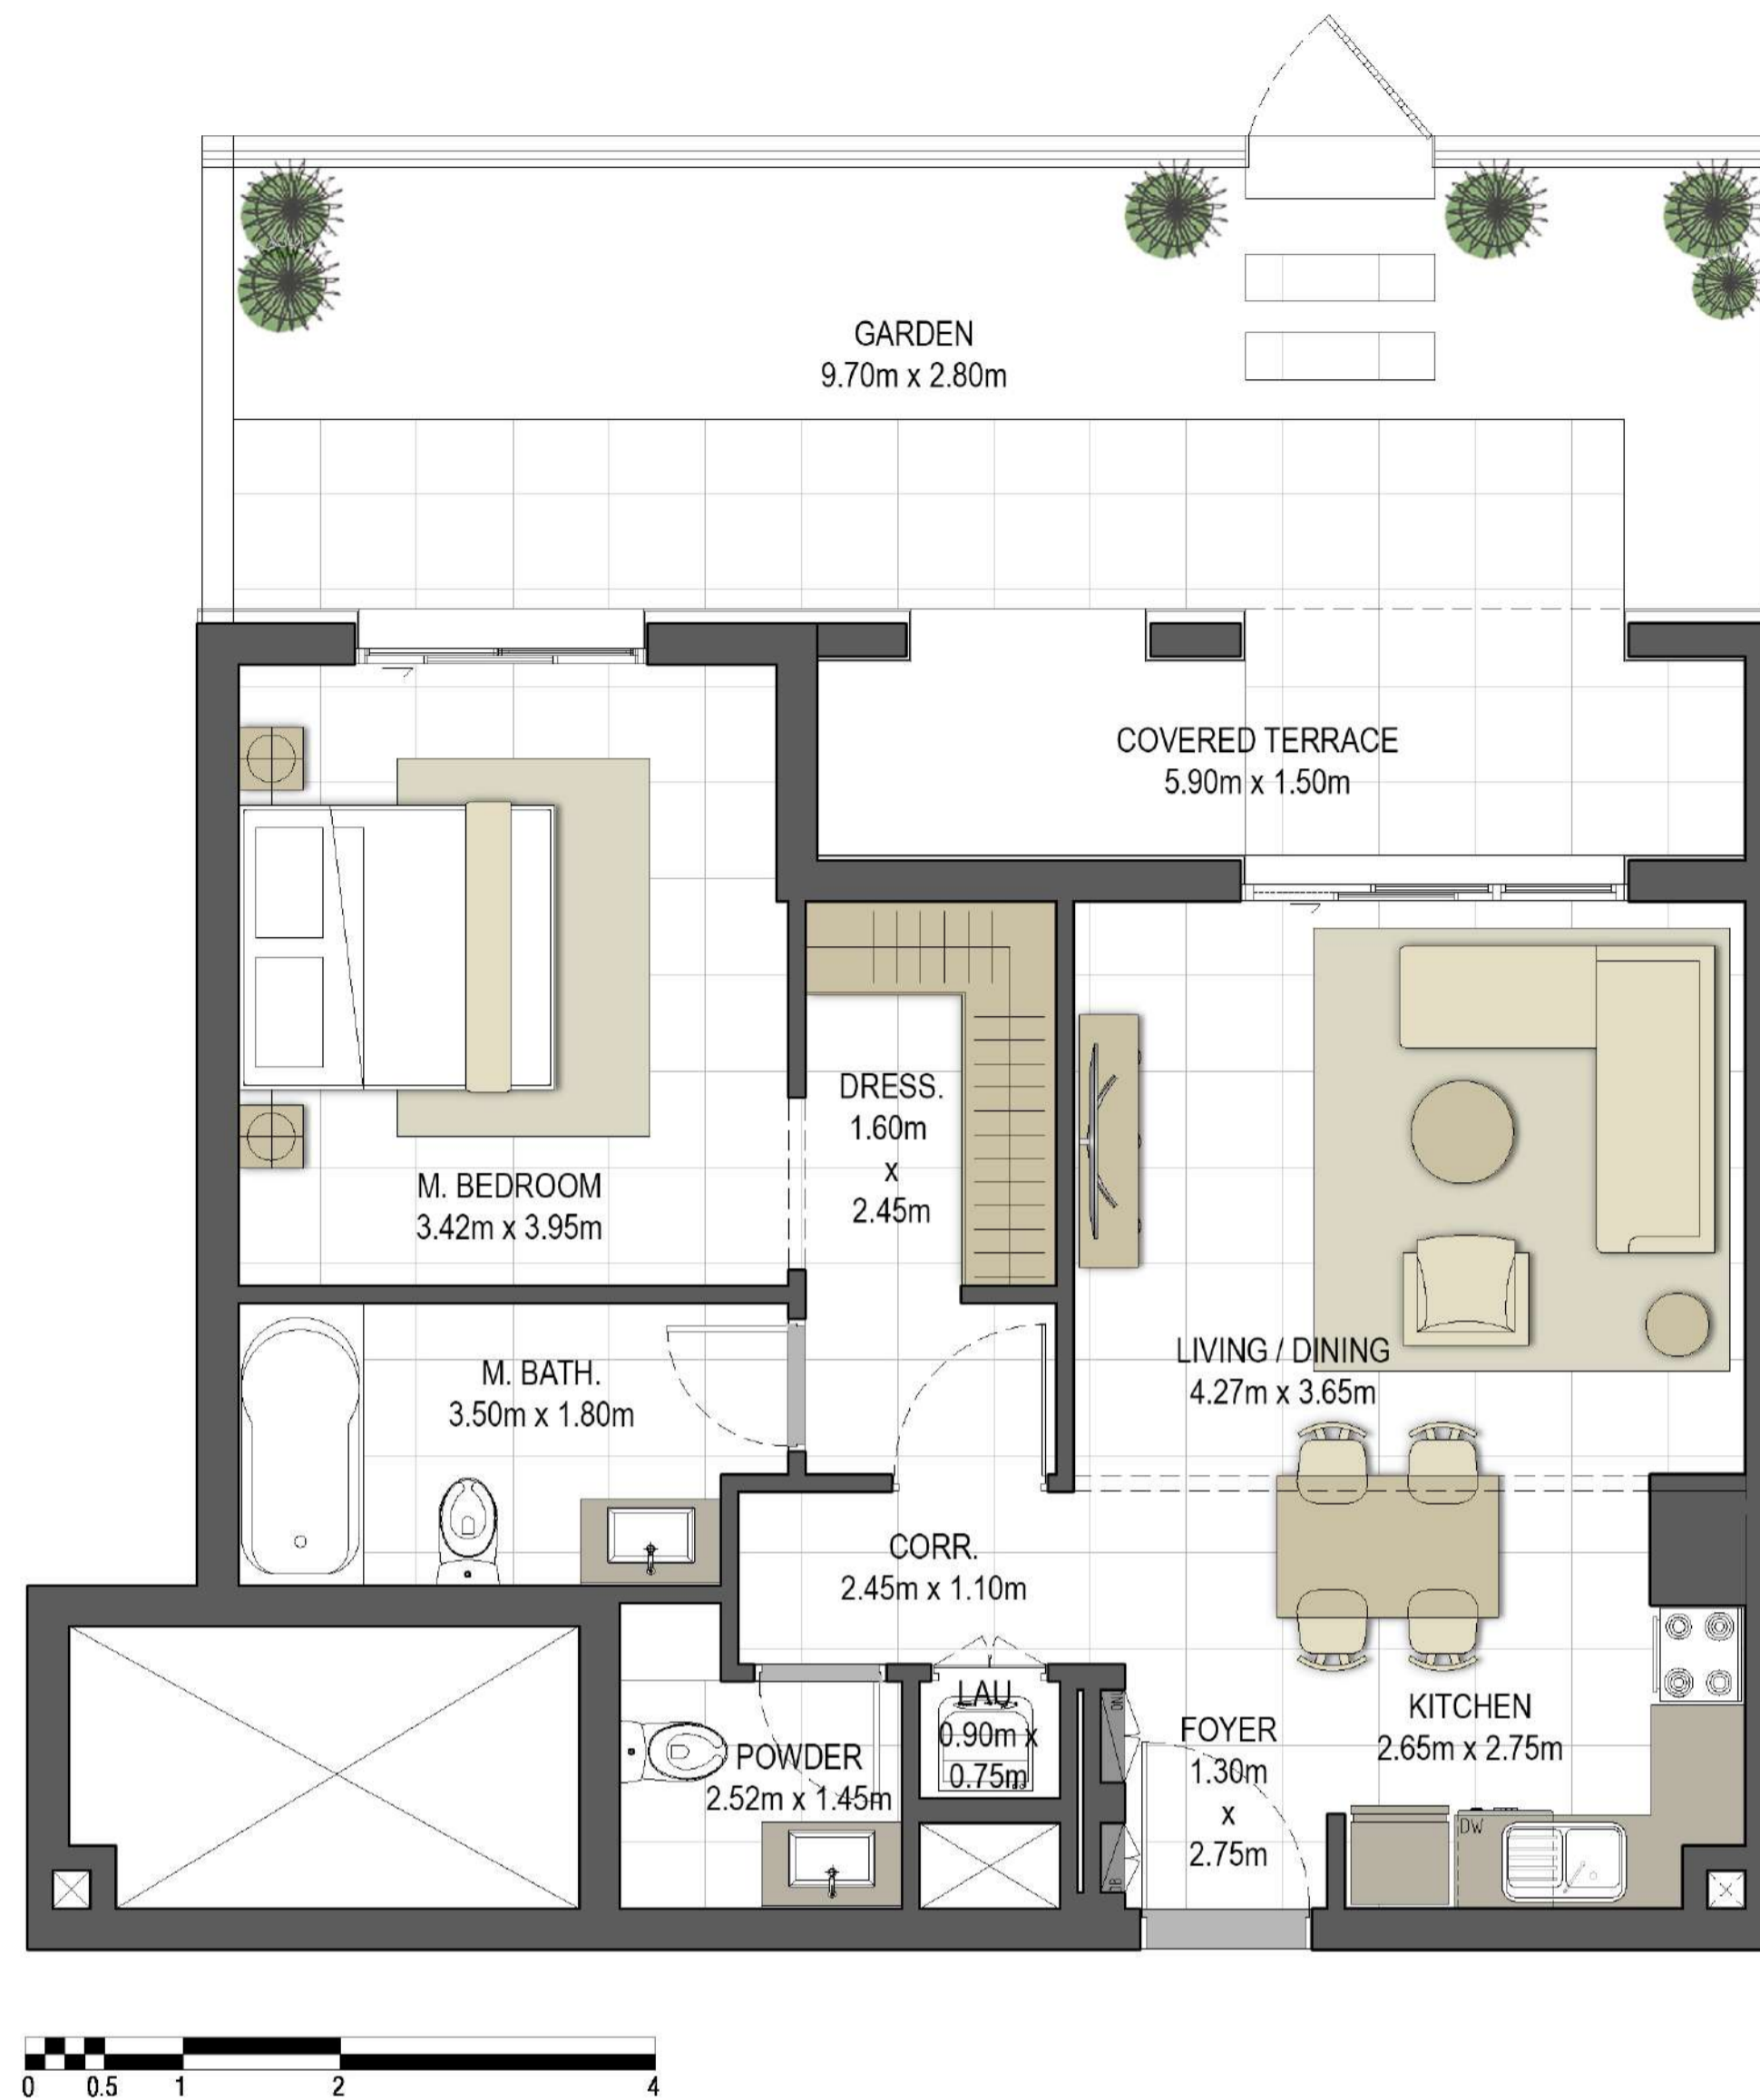 GARDEN
9.70m x 2.80m
COVERED TERRACE
5.90m x 1.50m
DRESS.
1.60m
x
2.45m
M. BEDROOM
3.42m x 3.95m
LIVING / DINING
4.27m x 3.65m
M. BATH.
3.50m x 1.80m
CORR.
2.45m x 1.10m
LAU.
0.90m x
0.75m
POWDER
2.52m x 1.45m
FOYER
1.30m
x
2.75m
KITCHEN
2.65m x 2.75m
DW
DB
0 0.5 1 2 4